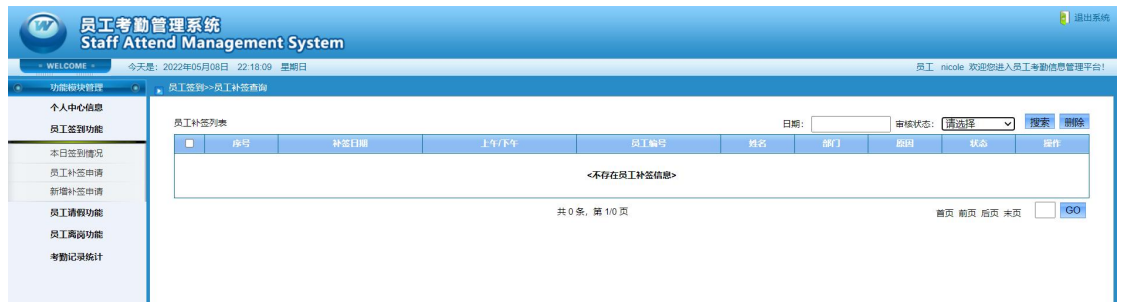 员工考勤管理系统
退出系统
Staff Attend Management System
- WELCOME -
今天是: 2022年05月08日 22:18:09 星期日
员工 nicole 欢迎您进入员工考勤信息管理平台!
功能模块管理
员工签到>>员工补签查询
个人中心信息
员工签到功能
本日签到情况
员工补签申请
新增补签申请
员工请假功能
员工离岗功能
考勤记录统计
员工补签列表
日期:
审核状态: 请选择
搜索 删除
序号 补签日期 上午/下午 员工编号 姓名 部门 原因 状态 操作
<不存在员工补签信息>
共 0 条, 第 1/0 页
首页 前页 后页 末页 GO